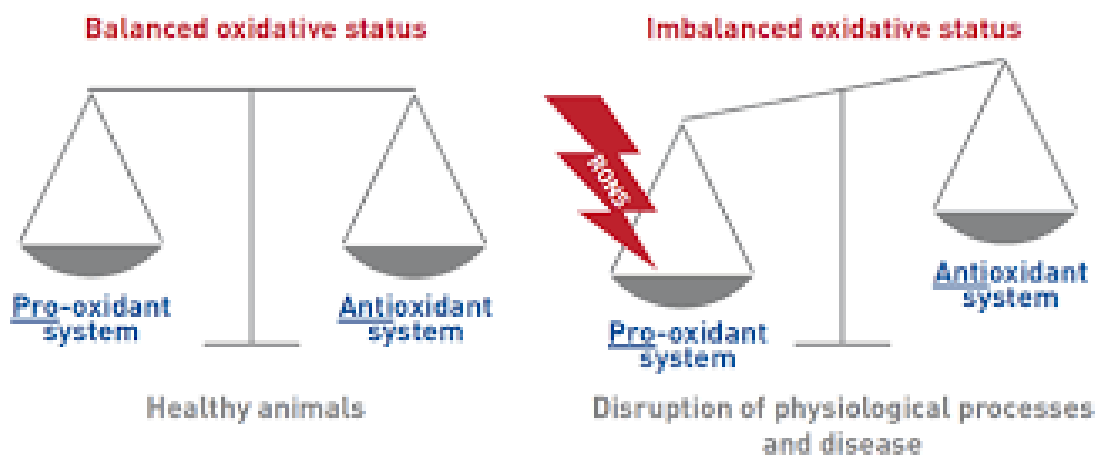 Balanced oxidative status
Pro-oxidant
system
Antioxidant
system
Healthy animals
Imbalanced oxidative status
RONS
Pro-oxidant
system
Antioxidant
system
Disruption of physiological processes
and disease